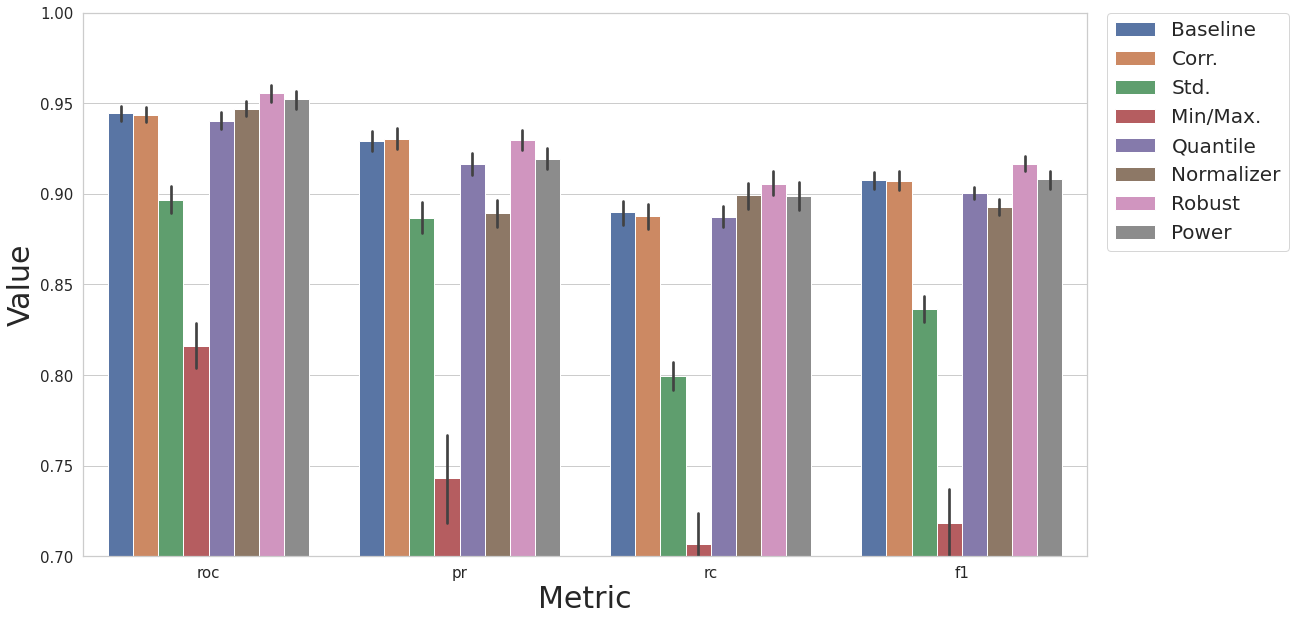 1.00
0.95
0.90
0.85
0.80
0.75
0.70
Value
roc
pr
rc
f1
Metric
Baseline
Corr.
Std.
Min/Max.
Quantile
Normalizer
Robust
Power